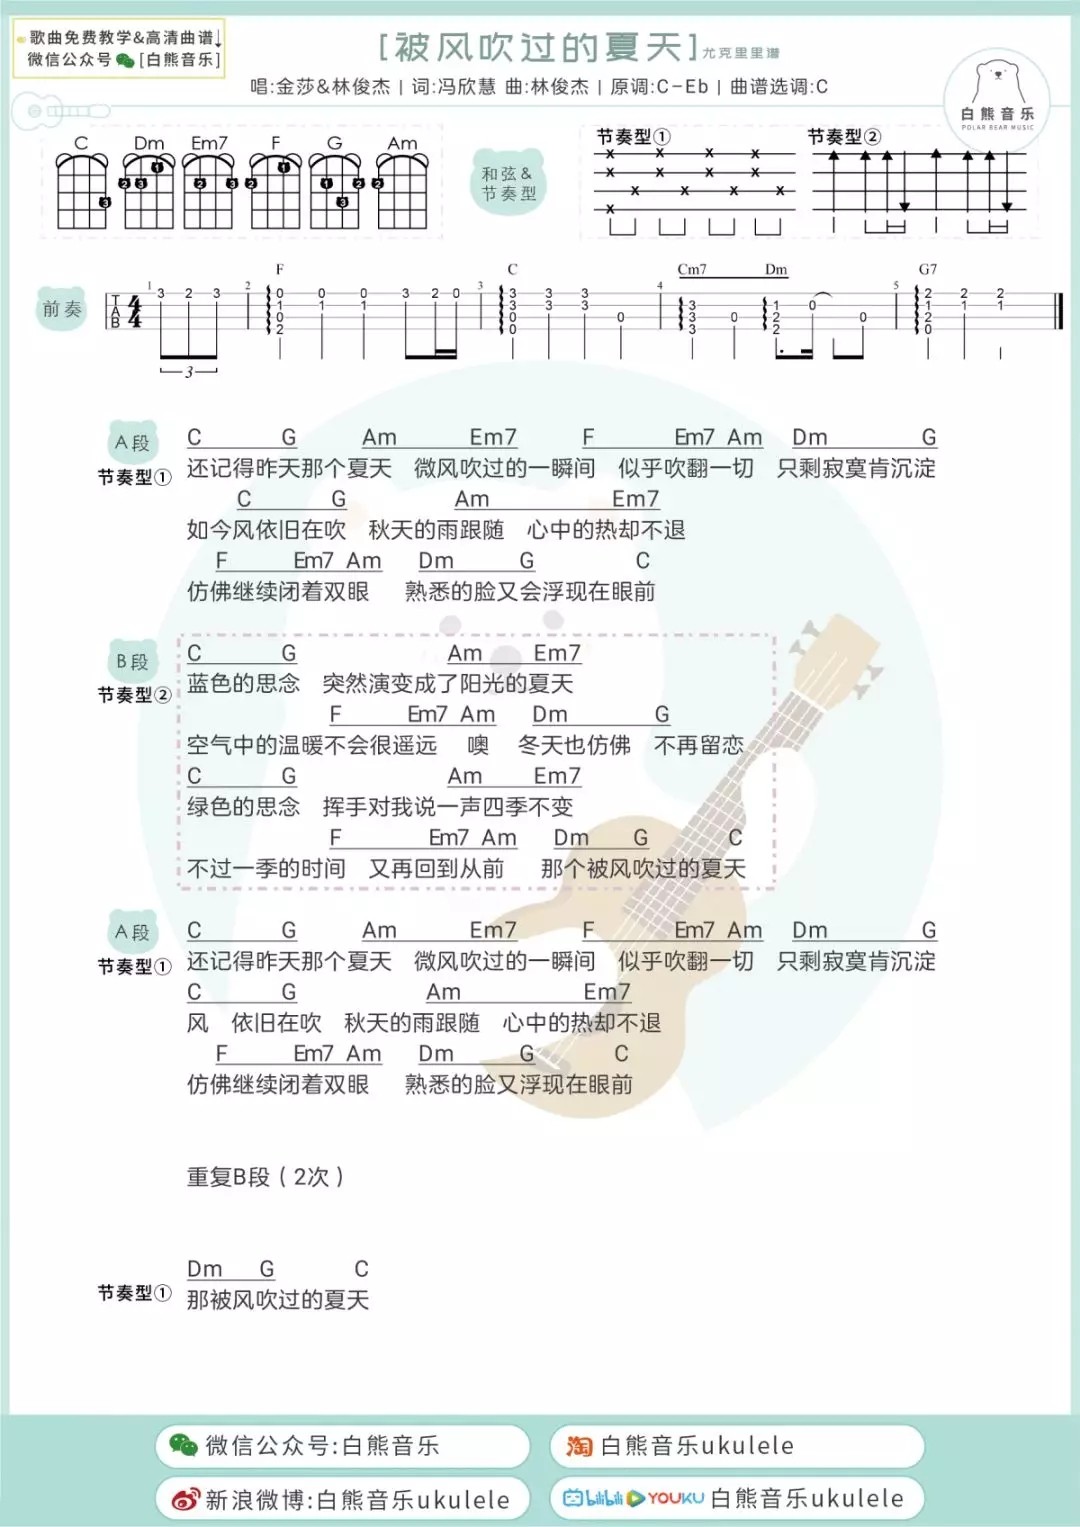 歌曲免费教学&高清曲谱↓
微信公众号 [白熊音乐]
[被风吹过的夏天]尤克里里谱
唱:金莎&林俊杰 | 词:冯欣慧 曲:林俊杰 | 原调:C-Eb | 曲谱选调:C
白熊音乐
POLAR BEAR MUSIC
C Dm Em7 F G Am
和弦&
节奏型
节奏型① 节奏型②
前奏
F C Cm7 Dm G7
A段
C G Am Em7 F Em7 Am Dm G
节奏型① 还记得昨天那个夏天 微风吹过的一瞬间 似乎吹翻一切 只剩寂寞肯沉淀
C G Am Em7
如今风依旧在吹 秋天的雨跟随 心中的热却不退
F Em7 Am Dm G C
仿佛继续闭着双眼 熟悉的脸又会浮现在眼前
B段
C G Am Em7
节奏型② 蓝色的思念 突然演变成了阳光的夏天
F Em7 Am Dm G
空气中的温暖不会很遥远 噢 冬天也仿佛 不再留恋
C G Am Em7
绿色的思念 挥手对我说一声四季不变
F Em7 Am Dm G C
不过一季的时间 又再回到从前 那个被风吹过的夏天
A段
C G Am Em7 F Em7 Am Dm G
节奏型① 还记得昨天那个夏天 微风吹过的一瞬间 似乎吹翻一切 只剩寂寞肯沉淀
C G Am Em7
风 依旧在吹 秋天的雨跟随 心中的热却不退
F Em7 Am Dm G C
仿佛继续闭着双眼 熟悉的脸又浮现在眼前
重复B段（2次）
Dm G C
节奏型① 那被风吹过的夏天
微信公众号:白熊音乐
淘 白熊音乐ukulele
新浪微博:白熊音乐ukulele
bilibili YOUKU 白熊音乐ukulele